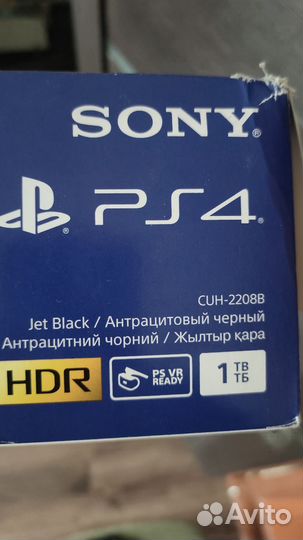 SONY
PS4
CUH-2208B
Jet Black / Антрацитовый черный
Антрацитний чорний / Жылтыр қара
HDR
PS VR
READY
1 TB
ТБ
Avito